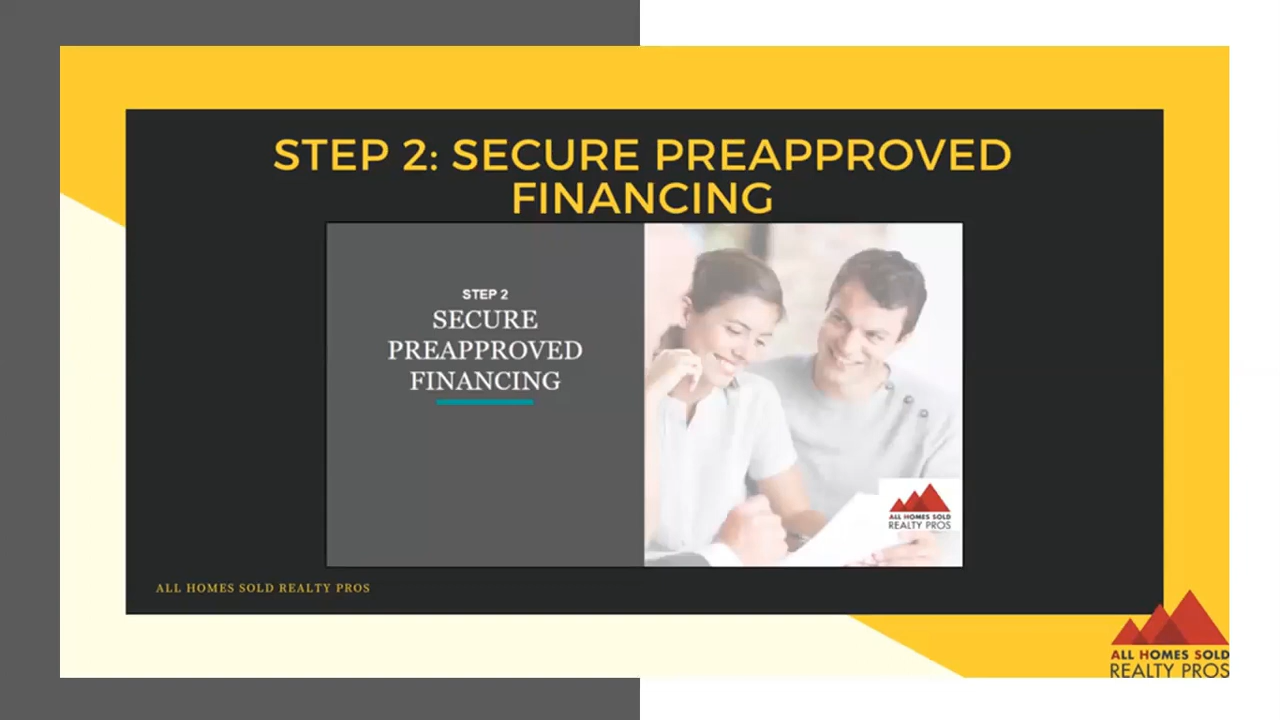 STEP 2: SECURE PREAPPROVED
FINANCING
STEP 2
SECURE
PREAPPROVED
FINANCING
ALL HOMES SOLD
REALTY PROS
ALL HOMES SOLD REALTY PROS
ALL HOMES SOLD
REALTY PROS